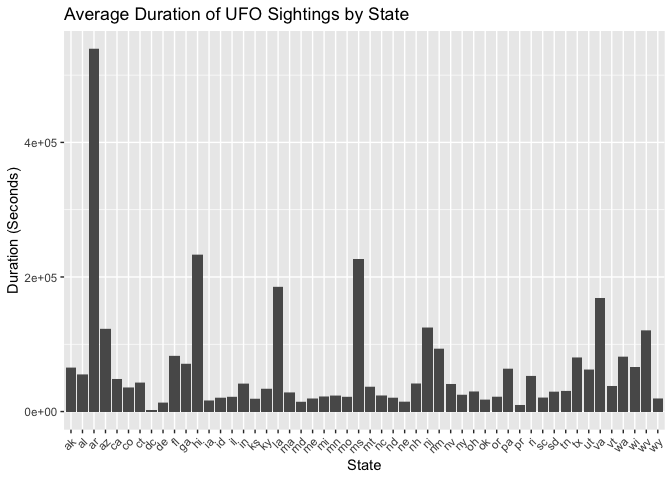 Average Duration of UFO Sightings by State
Duration (Seconds)
4e+05
2e+05
0e+00
ak al ar az ca co ct dc de fl ga hi ia id il in ks ky la ma md me mi mn mo ms mt nc nd ne nh nj nm nv ny oh ok or pa pr ri sc sd tn tx ut va vt wa wi wv wy
State